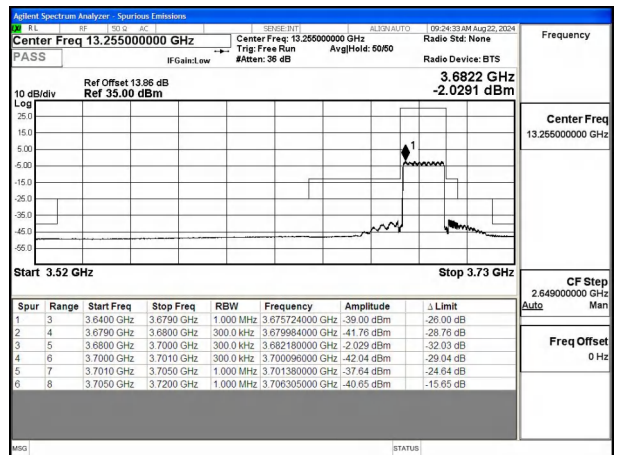 Agilent Spectrum Analyzer - Spurious Emissions
RL RF 50 Ω AC SENSE:INT ALIGN AUTO 09:24:33 AM Aug 22, 2024
Center Freq 13.255000000 GHz Center Freq: 13.255000000 GHz Radio Std: None
Trig: Free Run Avg|Hold: 50/50
PASS IFGain:Low #Atten: 36 dB Radio Device: BTS
Ref Offset 13.86 dB 3.6822 GHz
10 dB/div Ref 35.00 dBm -2.0291 dBm
Log
25.0
15.0
5.00
-5.00
-15.0
-25.0
-35.0
-45.0
-55.0
1
Start 3.52 GHz Stop 3.73 GHz
Spur Range Start Freq Stop Freq RBW Frequency Amplitude Δ Limit
1 3 3.6400 GHz 3.6790 GHz 1.000 MHz 3.675724000 GHz -39.00 dBm -26.00 dB
2 4 3.6790 GHz 3.6800 GHz 300.0 kHz 3.679984000 GHz -41.76 dBm -28.76 dB
3 5 3.6800 GHz 3.7000 GHz 300.0 kHz 3.682180000 GHz -2.029 dBm -32.03 dB
4 6 3.7000 GHz 3.7010 GHz 300.0 kHz 3.700096000 GHz -42.04 dBm -29.04 dB
5 7 3.7010 GHz 3.7050 GHz 1.000 MHz 3.701380000 GHz -37.64 dBm -24.64 dB
6 8 3.7050 GHz 3.7200 GHz 1.000 MHz 3.706305000 GHz -40.65 dBm -15.65 dB
MSG STATUS
Frequency
Center Freq
13.255000000 GHz
CF Step
2.649000000 GHz
Auto Man
Freq Offset
0 Hz